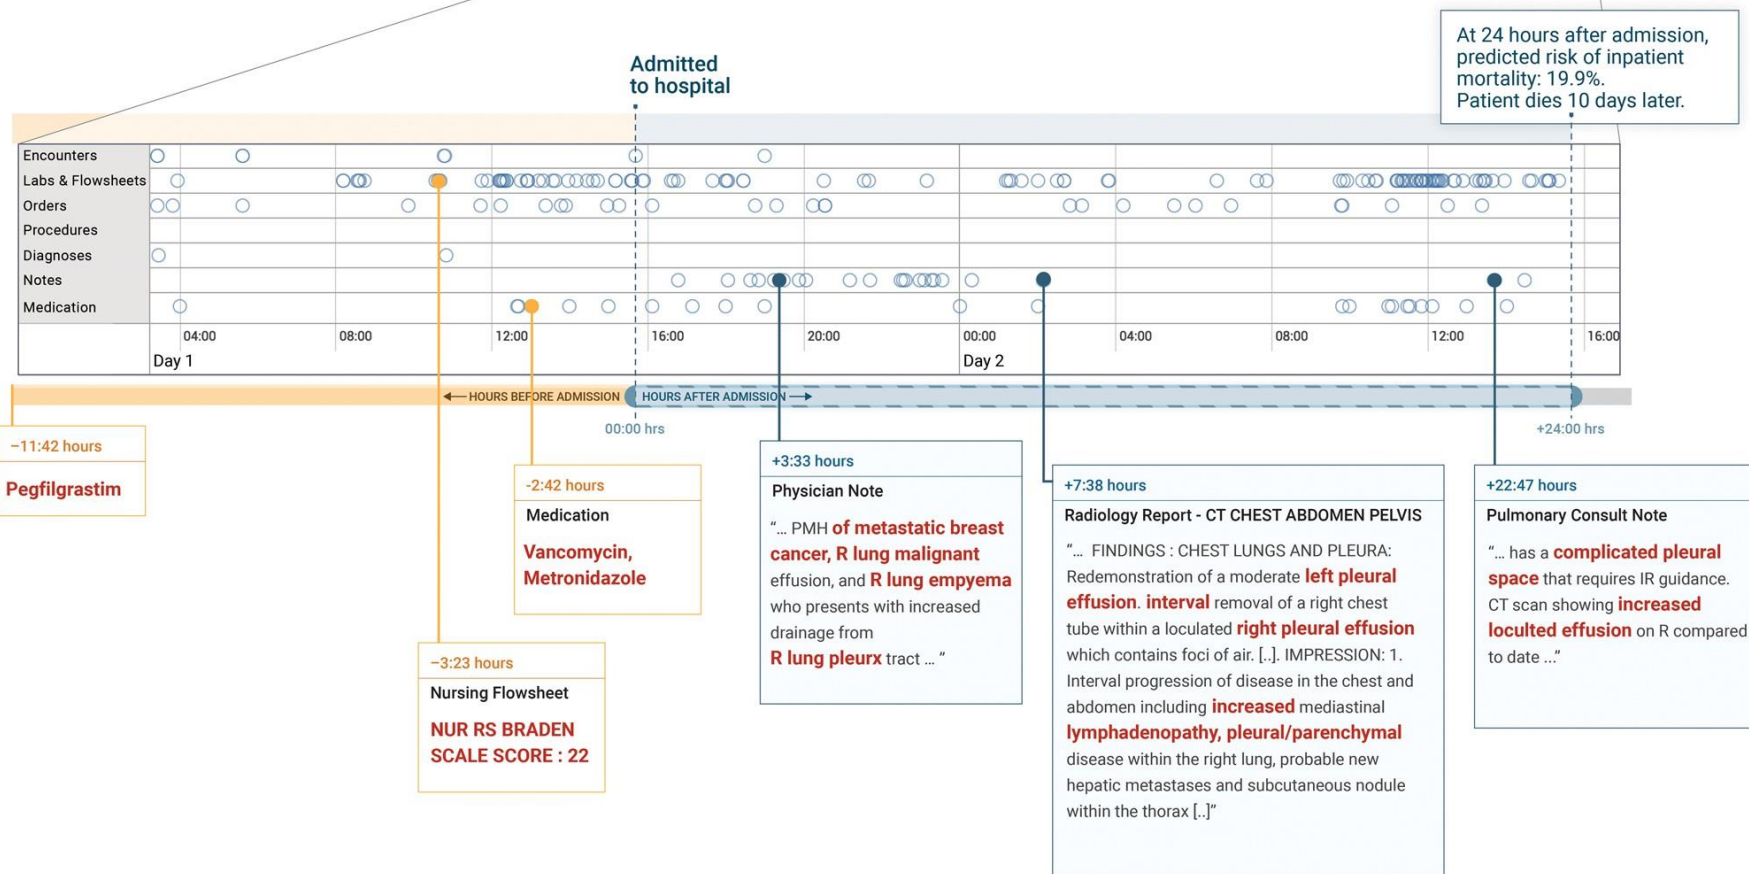 At 24 hours after admission,
predicted risk of inpatient
mortality: 19.9%.
Patient dies 10 days later.
Admitted
to hospital
Encounters
Labs & Flowsheets
Orders
Procedures
Diagnoses
Notes
Medication
04:00 08:00 12:00 16:00 20:00 00:00 04:00 08:00 12:00 16:00
Day 1 Day 2
HOURS BEFORE ADMISSION HOURS AFTER ADMISSION
00:00 hrs +24:00 hrs
–11:42 hours
Pegfilgrastim
–3:23 hours
Nursing Flowsheet
NUR RS BRADEN
SCALE SCORE : 22
-2:42 hours
Medication
Vancomycin,
Metronidazole
+3:33 hours
Physician Note
“... PMH of metastatic breast
cancer, R lung malignant
effusion, and R lung empyema
who presents with increased
drainage from
R lung pleurx tract ... ”
+7:38 hours
Radiology Report - CT CHEST ABDOMEN PELVIS
“... FINDINGS : CHEST LUNGS AND PLEURA:
Redemonstration of a moderate left pleural
effusion. interval removal of a right chest
tube within a loculated right pleural effusion
which contains foci of air. [..]. IMPRESSION: 1.
Interval progression of disease in the chest and
abdomen including increased mediastinal
lymphadenopathy, pleural/parenchymal
disease within the right lung, probable new
hepatic metastases and subcutaneous nodule
within the thorax [..]”
+22:47 hours
Pulmonary Consult Note
“... has a complicated pleural
space that requires IR guidance.
CT scan showing increased
loculted effusion on R compared
to date ...”